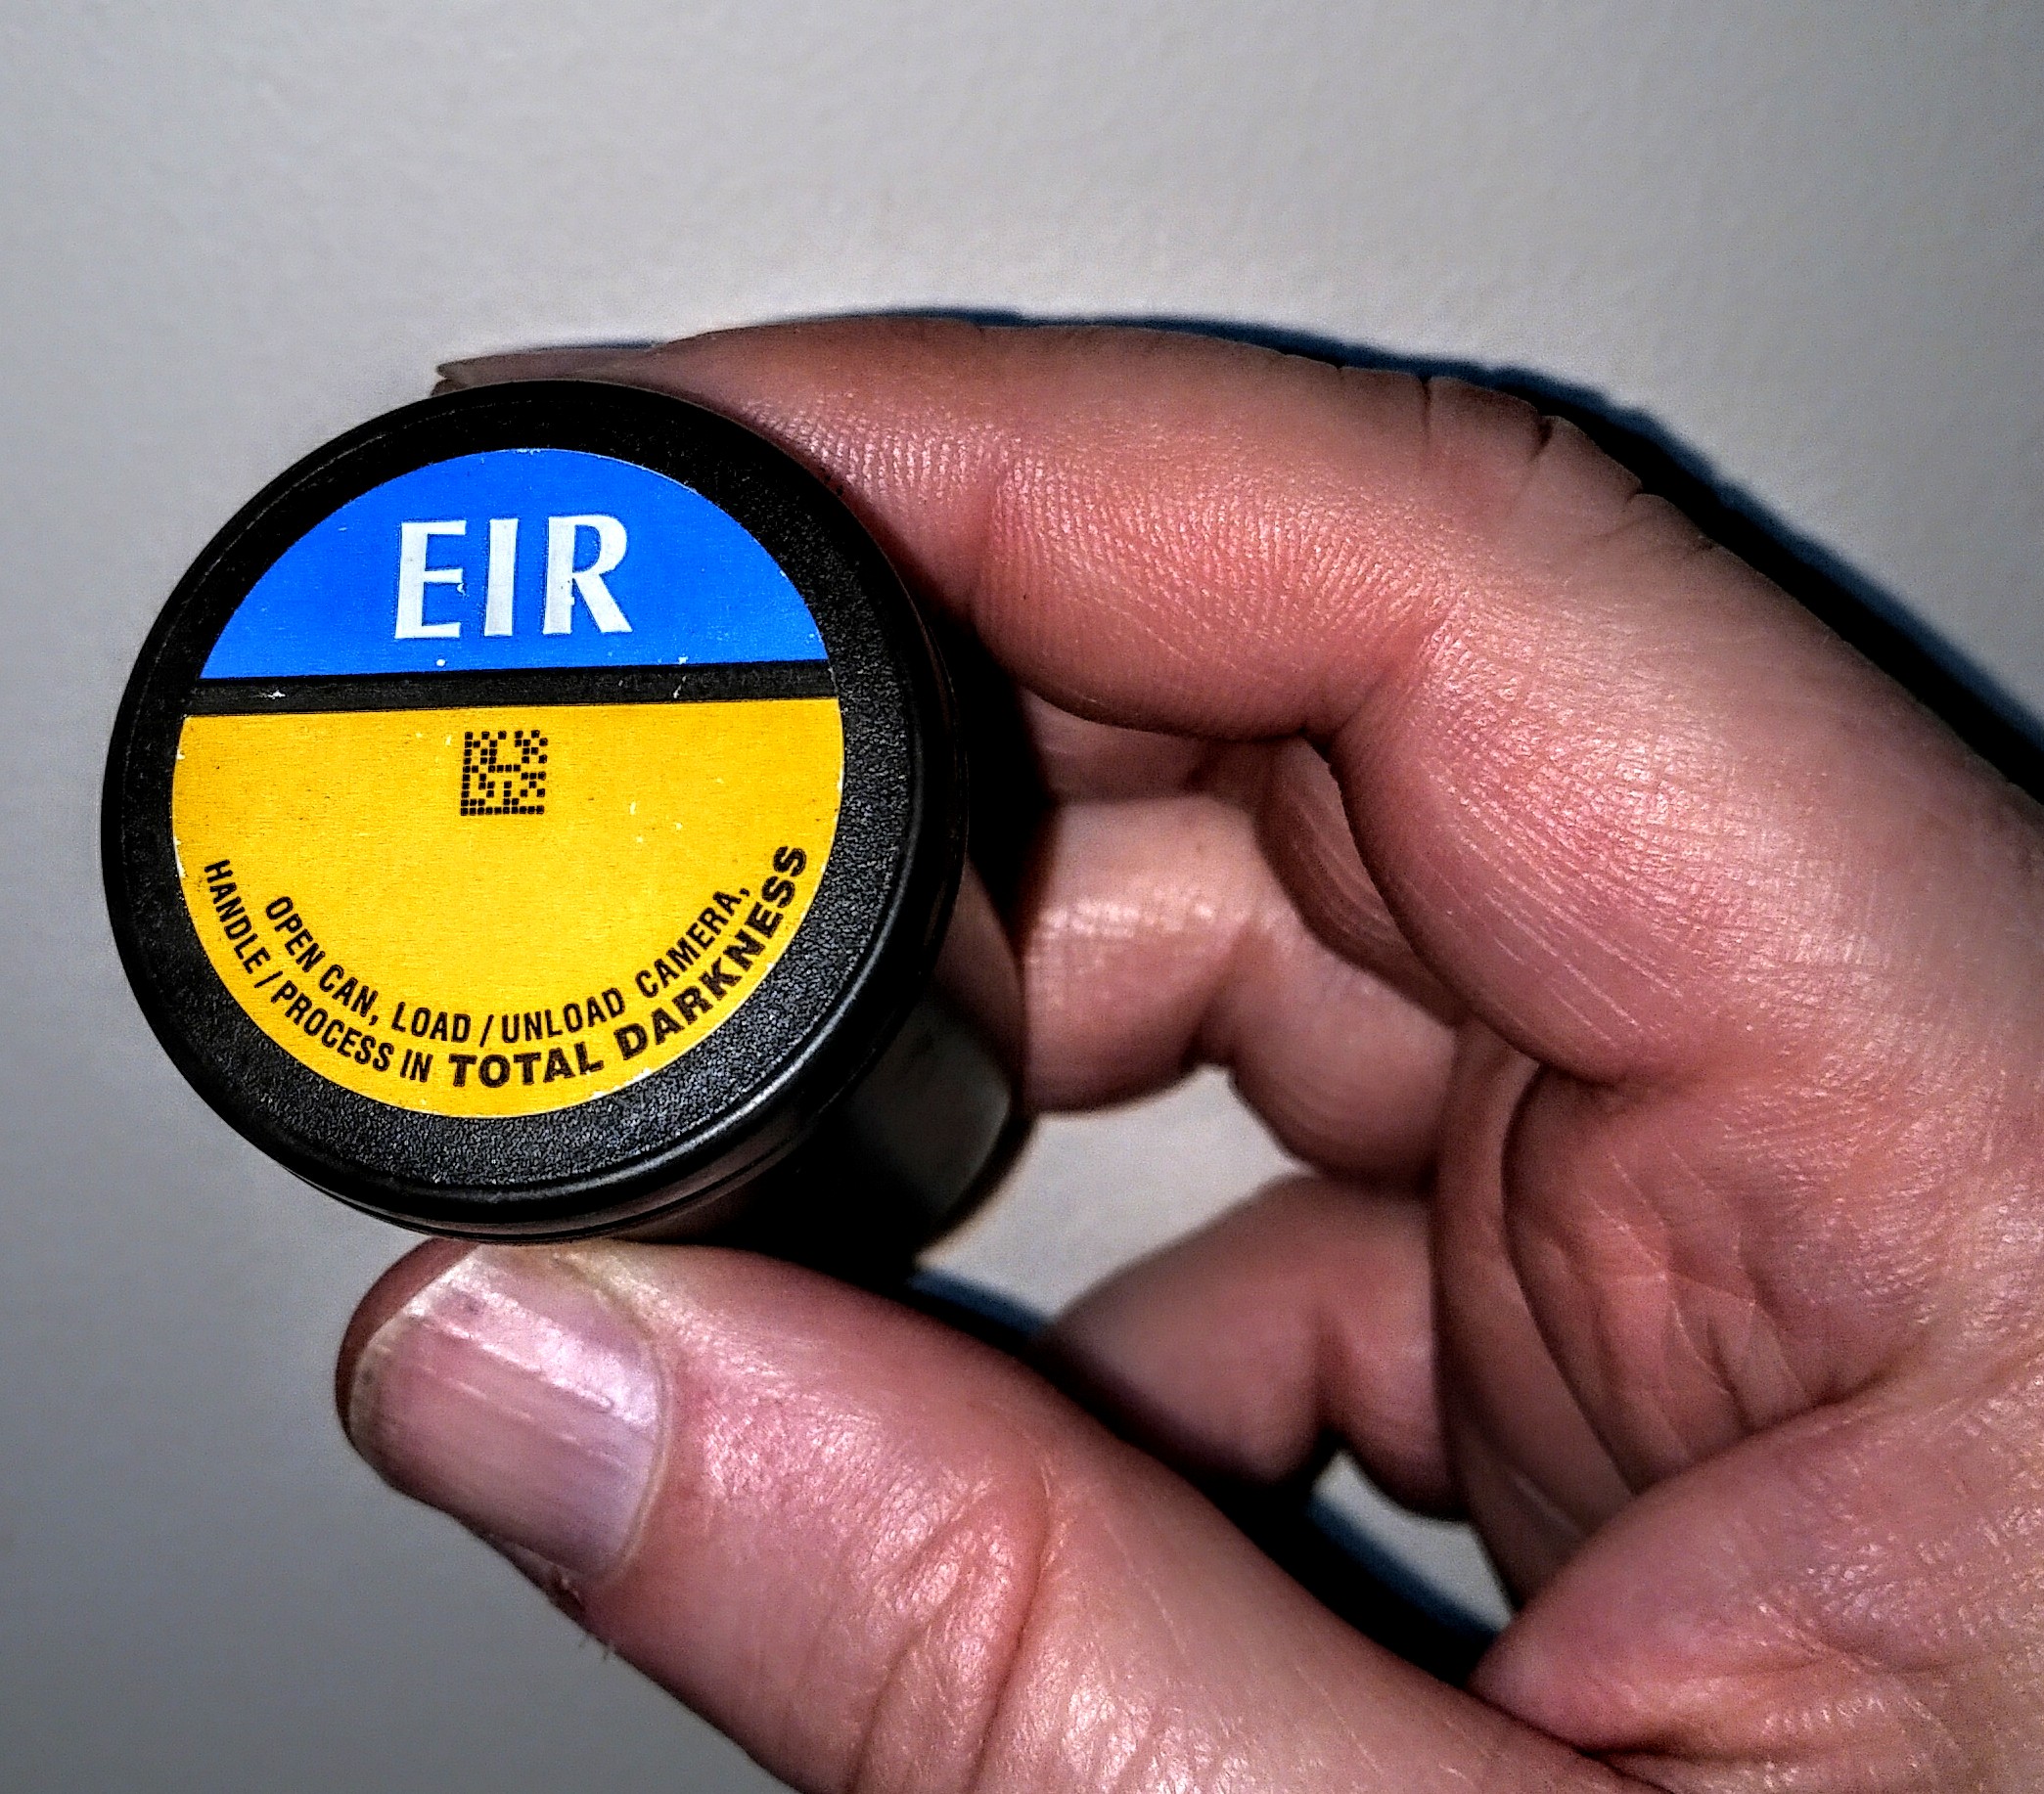 EIR
OPEN CAN, LOAD / UNLOAD CAMERA,
HANDLE / PROCESS IN TOTAL DARKNESS